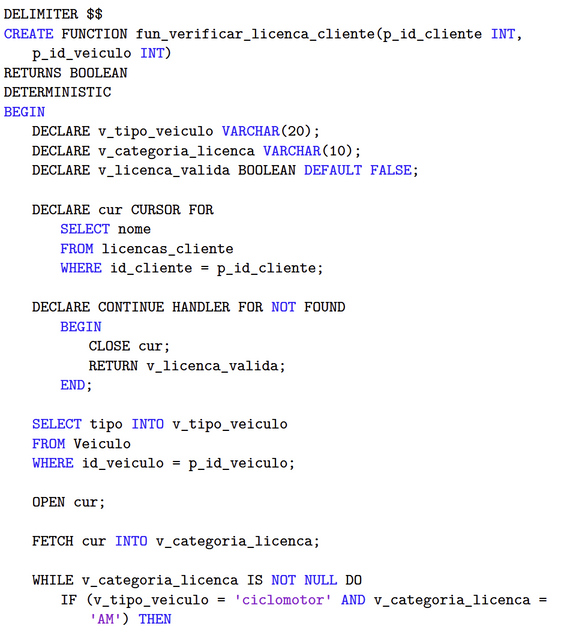 DELIMITER $$
CREATE FUNCTION fun_verificar_licenca_cliente(p_id_cliente INT,
p_id_veiculo INT)
RETURNS BOOLEAN
DETERMINISTIC
BEGIN
DECLARE v_tipo_veiculo VARCHAR(20);
DECLARE v_categoria_licenca VARCHAR(10);
DECLARE v_licenca_valida BOOLEAN DEFAULT FALSE;
DECLARE cur CURSOR FOR
SELECT nome
FROM licencas_cliente
WHERE id_cliente = p_id_cliente;
DECLARE CONTINUE HANDLER FOR NOT FOUND
BEGIN
CLOSE cur;
RETURN v_licenca_valida;
END;
SELECT tipo INTO v_tipo_veiculo
FROM Veiculo
WHERE id_veiculo = p_id_veiculo;
OPEN cur;
FETCH cur INTO v_categoria_licenca;
WHILE v_categoria_licenca IS NOT NULL DO
IF (v_tipo_veiculo = 'ciclomotor' AND v_categoria_licenca =
'AM') THEN